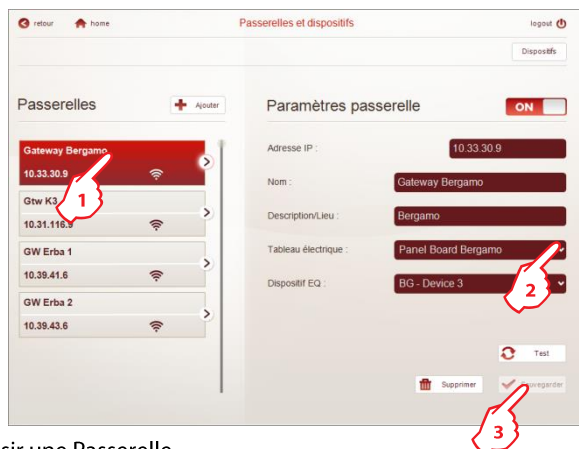 retour
home
Passerelles et dispositifs
logout
Dispositifs
Passerelles
Ajouter
Gateway Bergamo
10.33.30.9
1
Gtw K3
10.31.116.9
GW Erba 1
10.39.41.6
GW Erba 2
10.39.43.6
Paramètres passerelle
ON
Adresse IP :
10.33.30.9
Nom :
Gateway Bergamo
Description/Lieu :
Bergamo
Tableau électrique :
Panel Board Bergamo
2
Dispositif EQ :
BG - Device 3
Test
Supprimer
Sauvegarder
3
une Passerelle